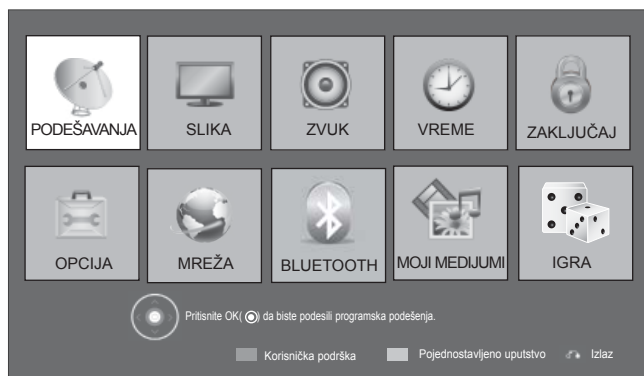 PODEŠAVANJA SLIKA ZVUK VREME ZAKLJUČAJ
OPCIJA MREŽA BLUETOOTH MOJI MEDIJUMI IGRA
Pritisnite OK( ) da biste podesili programska podešenja.
Korisnička podrška Pojednostavljeno uputstvo Izlaz